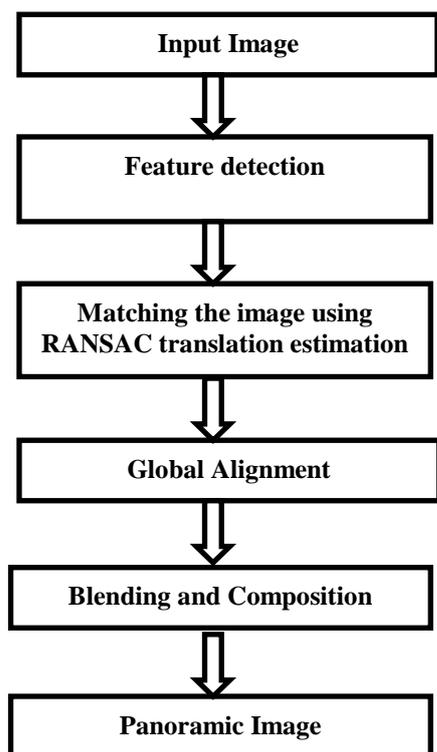 Input Image
Feature detection
Matching the image using
RANSAC translation estimation
Global Alignment
Blending and Composition
Panoramic Image